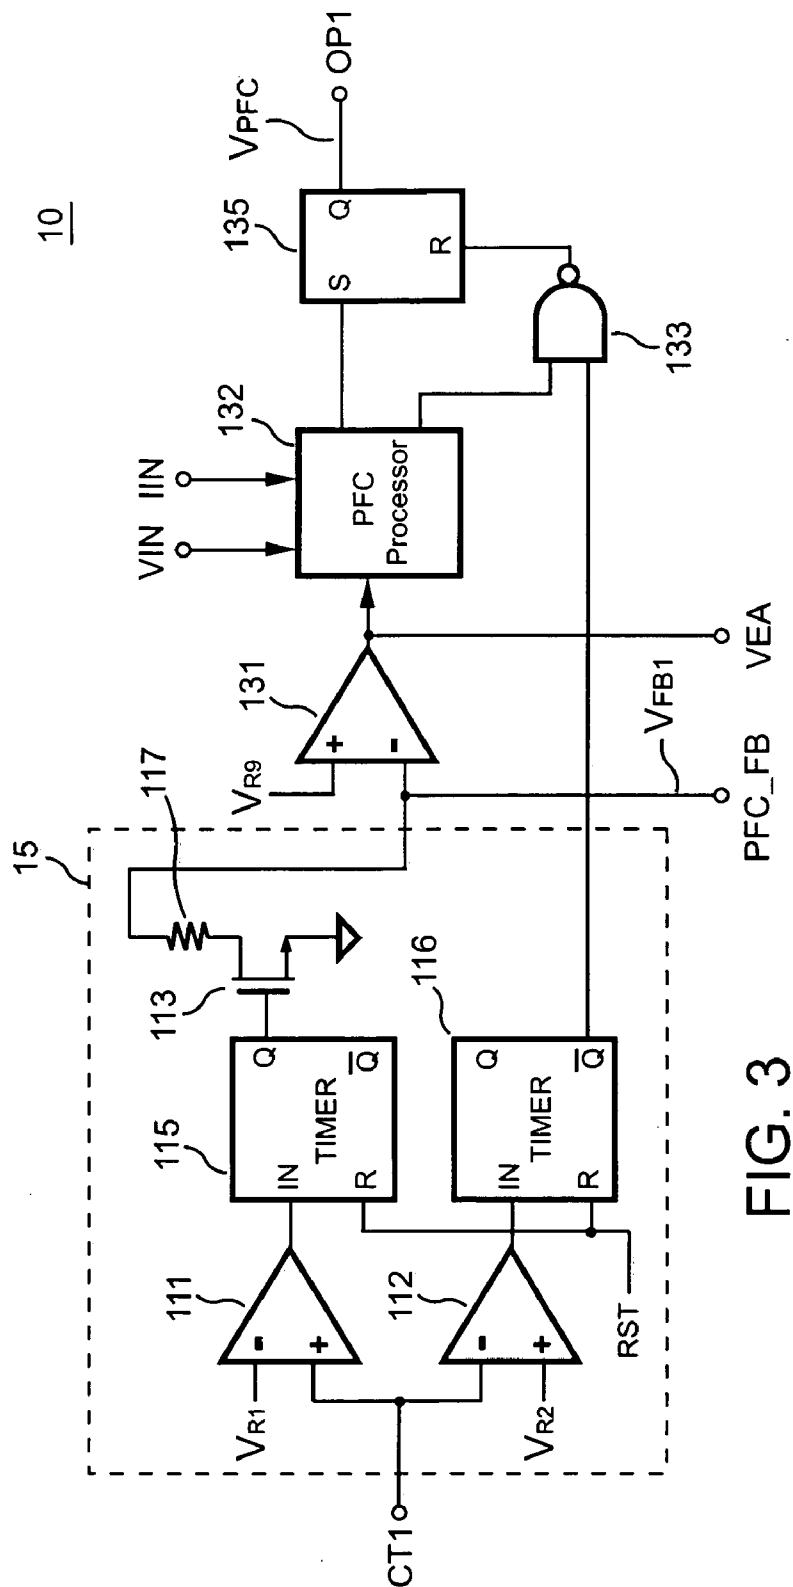 10
15
117
113
115
TIMER
IN
R
Q
Q̅
111
-
+
VR1
112
-
+
VR2
CT1
RST
116
TIMER
IN
R
Q
Q̅
131
+
-
VR9
VIN
IIN
132
PFC
Processor
133
135
S
Q
R
VPFC
OP1
VEA
VFB1
PFC_FB
FIG. 3